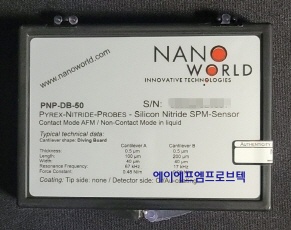 www.nanoworld.com
NANO
WORLD
INNOVATIVE TECHNOLOGIES
PNP-DB-50
S/N:
PYREX-NITRIDE-PROBES - Silicon Nitride SPM-Sensor
Contact Mode AFM / Non-Contact Mode in liquid
Typical technical data:
Cantilever shape: Diving Board
Cantilever A Cantilever B
Thickness 0.5 µm 0.5 µm
Length 100 µm 200 µm
Width 40 µm 40 µm
Resonance Frequency 67 kHz 17 kHz
Force Constant 0.48 N/m
에이에프엠프로브텍
Coating: Tip side: none / Detector side: